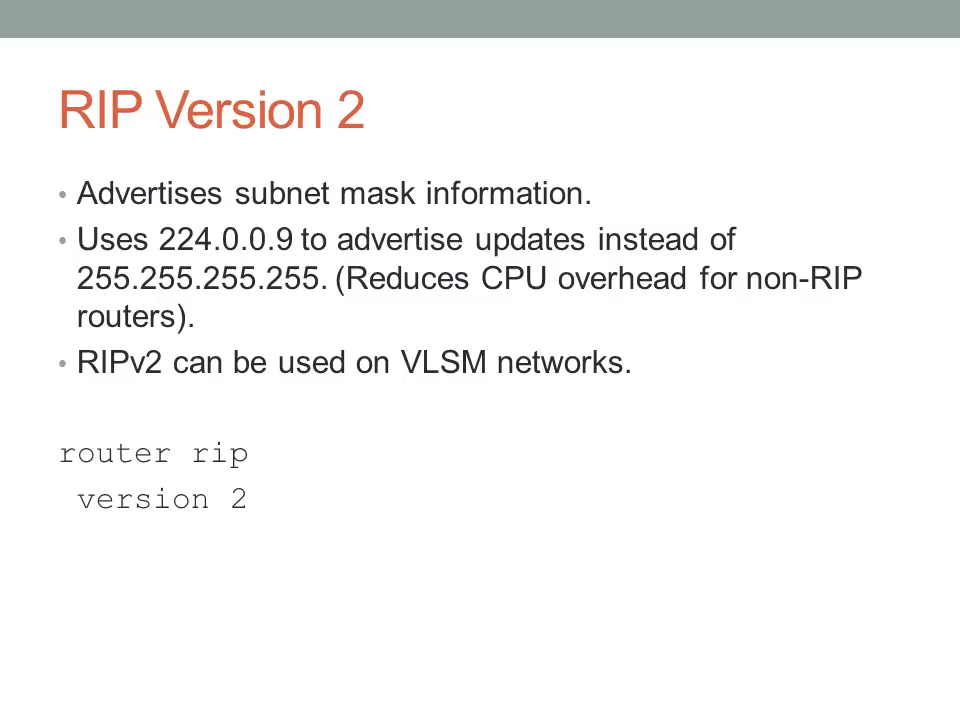 RIP Version 2
• Advertises subnet mask information.
• Uses 224.0.0.9 to advertise updates instead of
255.255.255.255. (Reduces CPU overhead for non-RIP
routers).
• RIPv2 can be used on VLSM networks.
router rip
 version 2